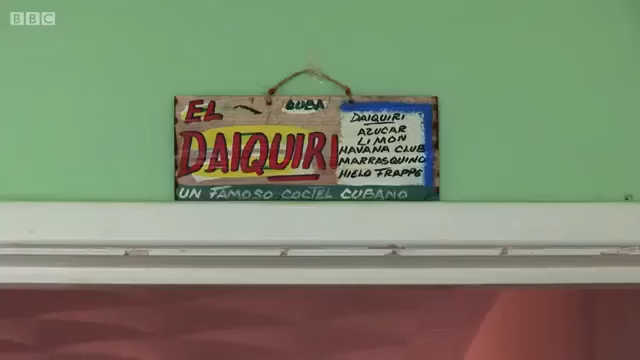 BBC
EL
CUBA
DAIQUIRI
DAIQUIRI
AZUCAR
LIMON
HAVANA CLUB
MARRASQUINO
HIELO FRAPPE
UN FAMOSO COCTEL CUBANO